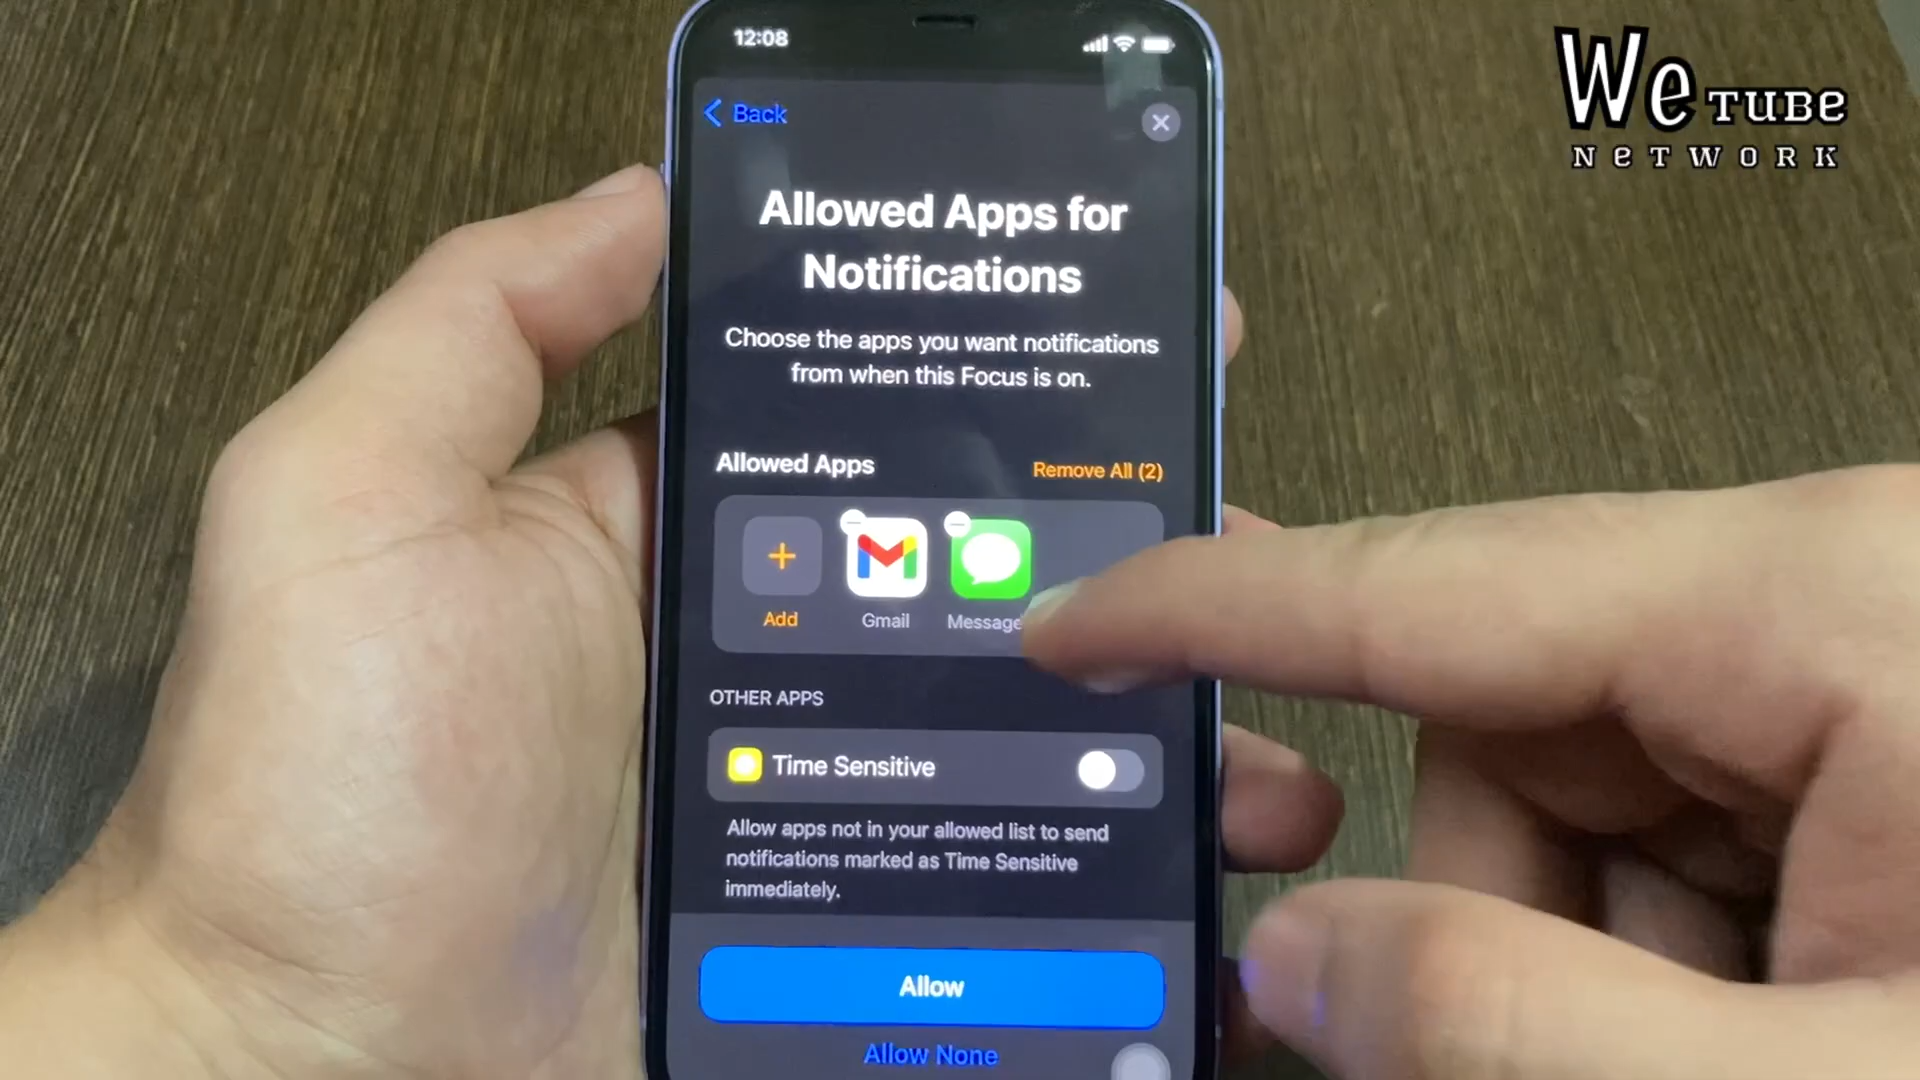 12:08
We TUBe
NeTWORK
Back
Allowed Apps for
Notifications
Choose the apps you want notifications
from when this Focus is on.
Allowed Apps
Remove All (2)
Add
Gmail
Message
OTHER APPS
Time Sensitive
Allow apps not in your allowed list to send
notifications marked as Time Sensitive
immediately.
Allow
Allow None